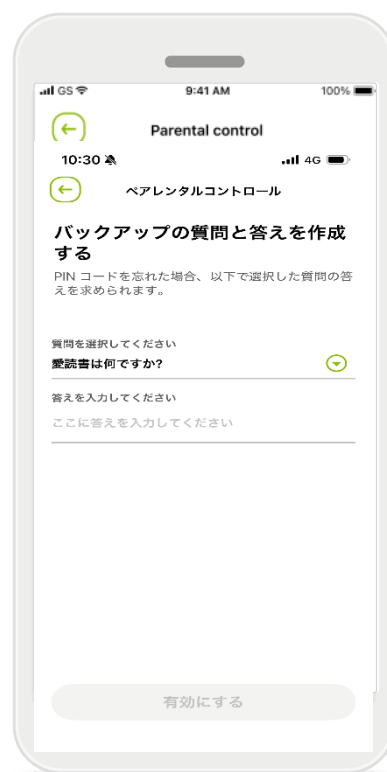 GS 9:41 AM 100%
Parental control
10:30 4G
ペアレンタルコントロール
バックアップの質問と答えを作成
する
PIN コードを忘れた場合、以下で選択した質問の答
えを求められます。
質問を選択してください
愛読書は何ですか?
答えを入力してください
ここに答えを入力してください
有効にする